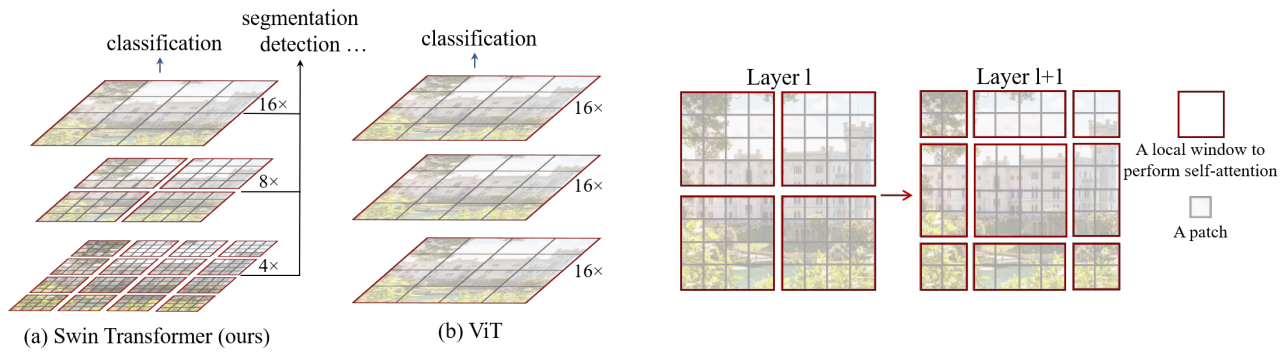 segmentation
classification
detection …
classification
16×
8×
4×
(a) Swin Transformer (ours)
16×
16×
16×
(b) ViT
Layer l
Layer l+1
A local window to
perform self-attention
A patch